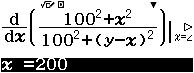 d/dx(100²+x²/100²+(y-x)²)|x=∠
x =200